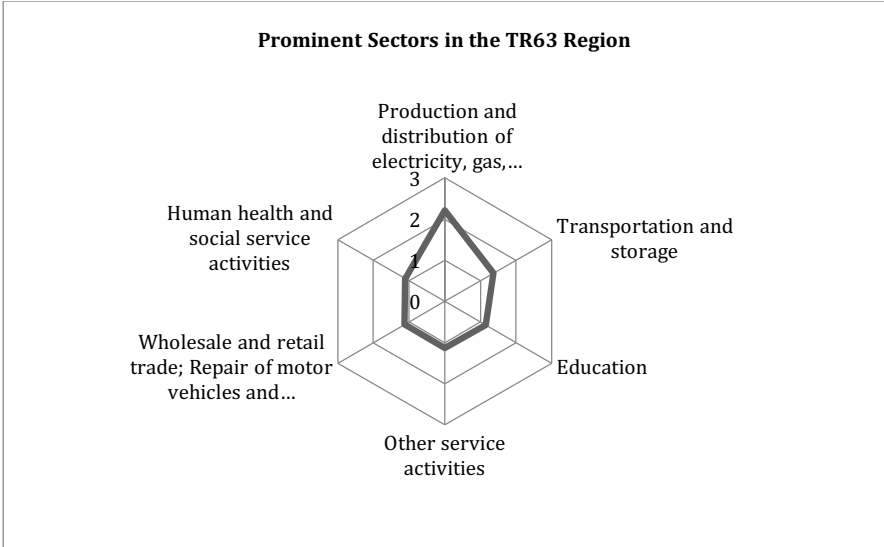 Prominent Sectors in the TR63 Region
Production and
distribution of
electricity, gas,…
3
2
1
0
Transportation and
storage
Education
Other service
activities
Wholesale and retail
trade; Repair of motor
vehicles and…
Human health and
social service
activities